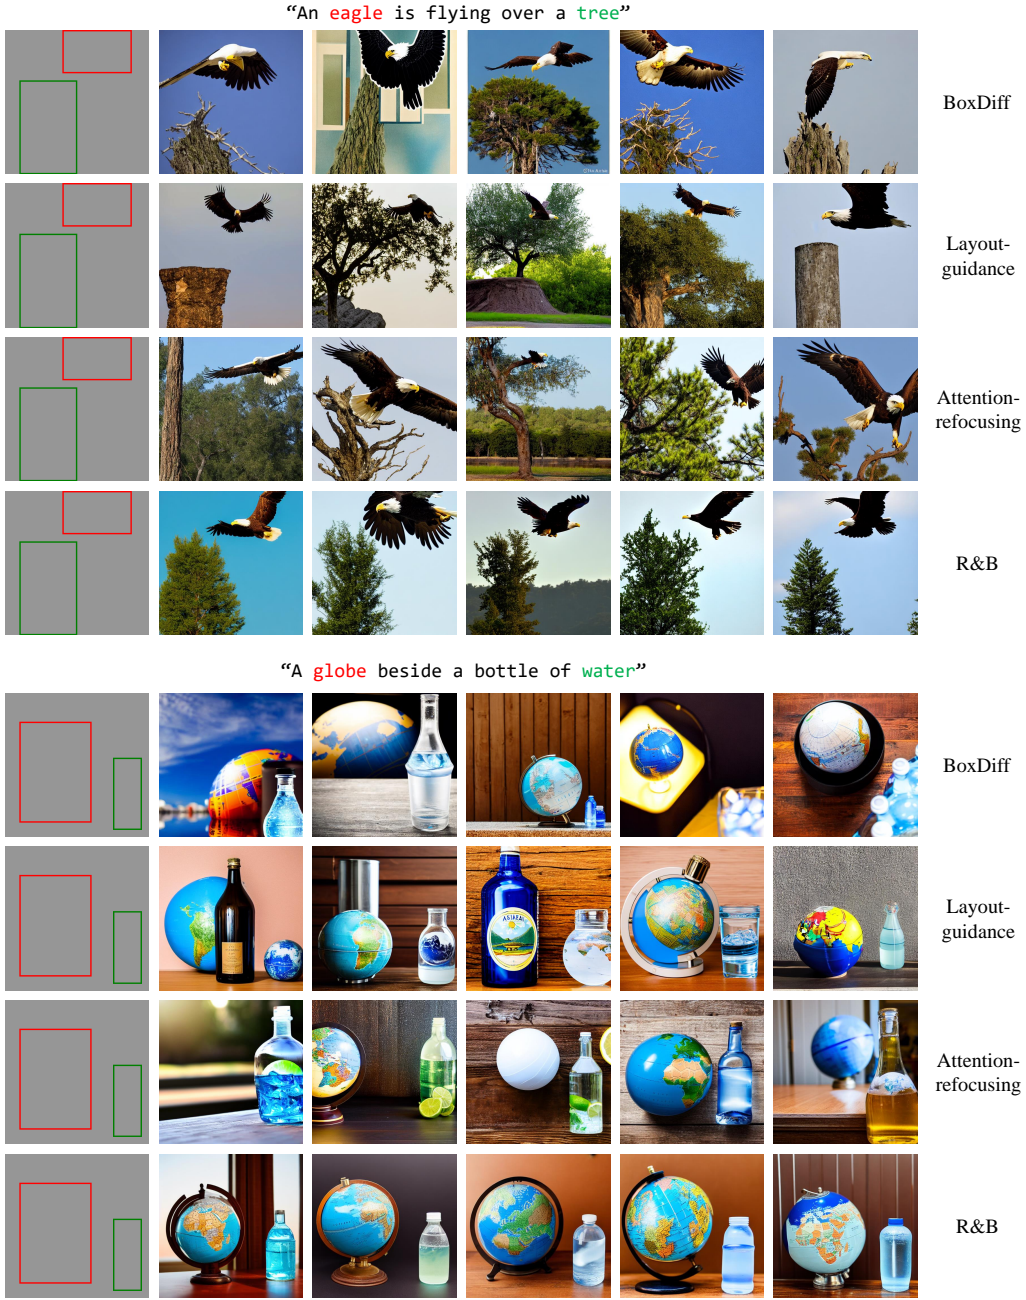 “An eagle is flying over a tree”
BoxDiff
Layout-
guidance
Attention-
refocusing
R&B
“A globe beside a bottle of water”
BoxDiff
Layout-
guidance
Attention-
refocusing
R&B